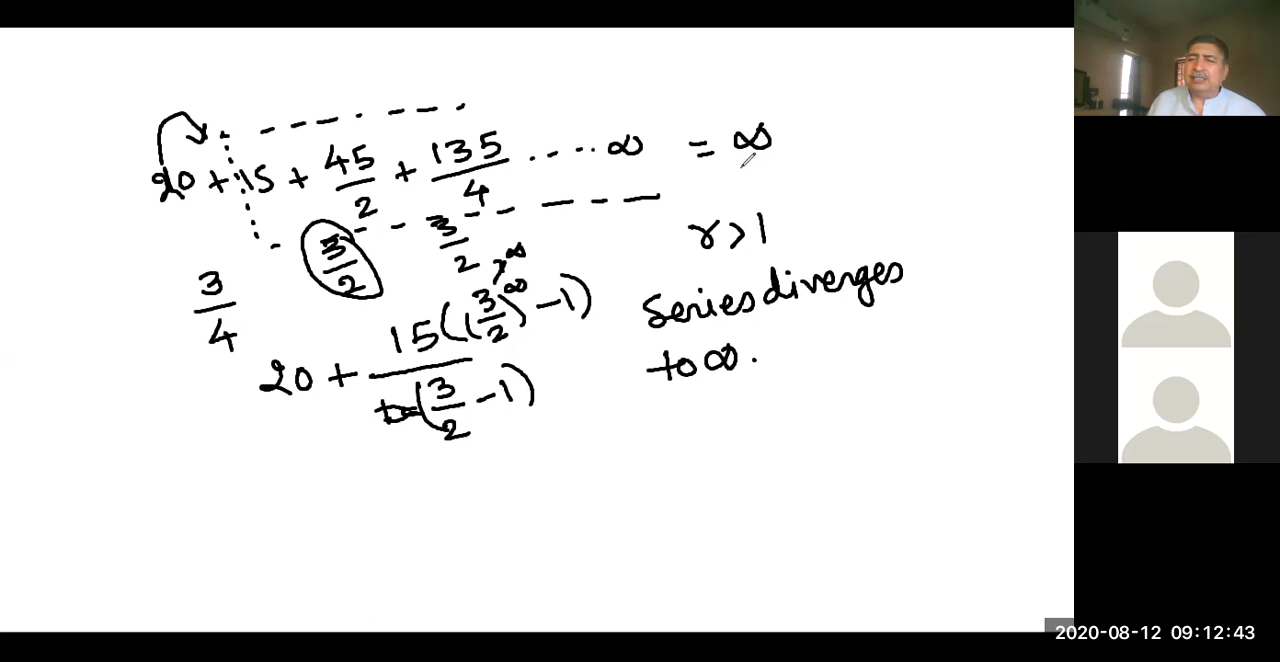 20 + 15 + 45/2 + 135/4 ..... ∞ = ∞
3/4 3/2 3/2 r > 1
20 + 15((3/2)^∞ - 1) / (3/2 - 1)
Series diverges
to ∞.
2020-08-12 09:12:43